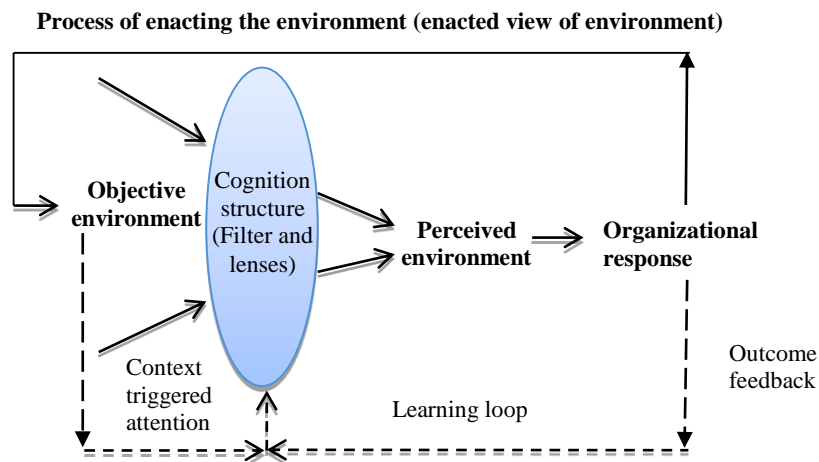 Process of enacting the environment (enacted view of environment)
Objective
environment
Cognition
structure
(Filter and
lenses)
Perceived
environment
Organizational
response
Context
triggered
attention
Learning loop
Outcome
feedback